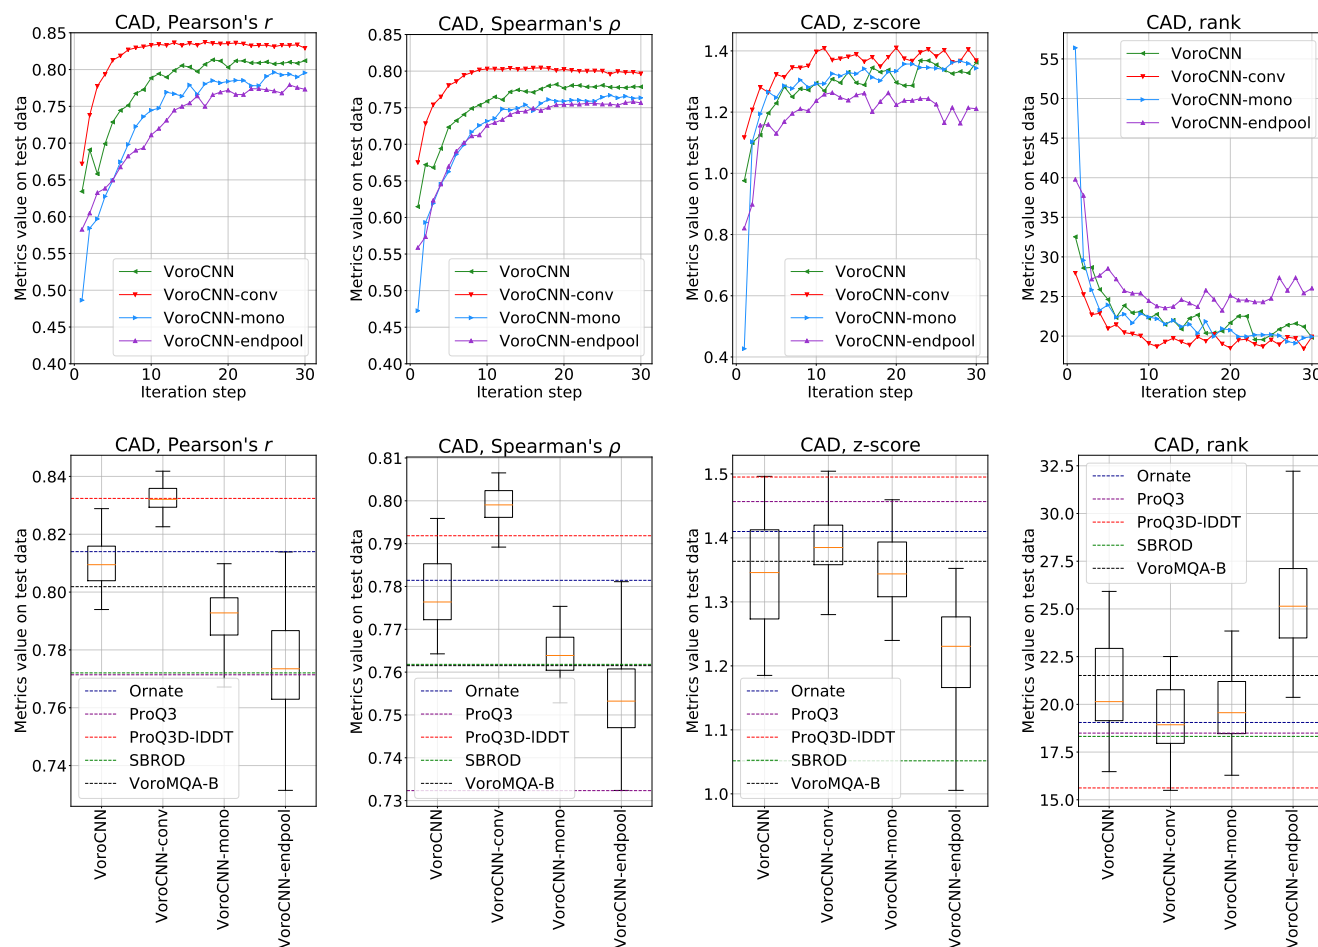 CAD, Pearson's r
Metrics value on test data
0.85
0.80
0.75
0.70
0.65
0.60
0.55
0.50
0.45
0.40
VoroCNN
VoroCNN-conv
VoroCNN-mono
VoroCNN-endpool
0 10 20 30
Iteration step
CAD, Spearman's ρ
Metrics value on test data
0.85
0.80
0.75
0.70
0.65
0.60
0.55
0.50
0.45
0.40
VoroCNN
VoroCNN-conv
VoroCNN-mono
VoroCNN-endpool
0 10 20 30
Iteration step
CAD, z-score
Metrics value on test data
1.4
1.2
1.0
0.8
0.6
0.4
VoroCNN
VoroCNN-conv
VoroCNN-mono
VoroCNN-endpool
0 10 20 30
Iteration step
CAD, rank
Metrics value on test data
55
50
45
40
35
30
25
20
VoroCNN
VoroCNN-conv
VoroCNN-mono
VoroCNN-endpool
0 10 20 30
Iteration step
CAD, Pearson's r
Metrics value on test data
0.84
0.82
0.80
0.78
0.76
0.74
Ornate
ProQ3
ProQ3D-lDDT
SBROD
VoroMQA-B
VoroCNN
VoroCNN-conv
VoroCNN-mono
VoroCNN-endpool
CAD, Spearman's ρ
Metrics value on test data
0.81
0.80
0.79
0.78
0.77
0.76
0.75
0.74
0.73
Ornate
ProQ3
ProQ3D-lDDT
SBROD
VoroMQA-B
VoroCNN
VoroCNN-conv
VoroCNN-mono
VoroCNN-endpool
CAD, z-score
Metrics value on test data
1.5
1.4
1.3
1.2
1.1
1.0
Ornate
ProQ3
ProQ3D-lDDT
SBROD
VoroMQA-B
VoroCNN
VoroCNN-conv
VoroCNN-mono
VoroCNN-endpool
CAD, rank
Metrics value on test data
32.5
30.0
27.5
25.0
22.5
20.0
17.5
15.0
Ornate
ProQ3
ProQ3D-lDDT
SBROD
VoroMQA-B
VoroCNN
VoroCNN-conv
VoroCNN-mono
VoroCNN-endpool